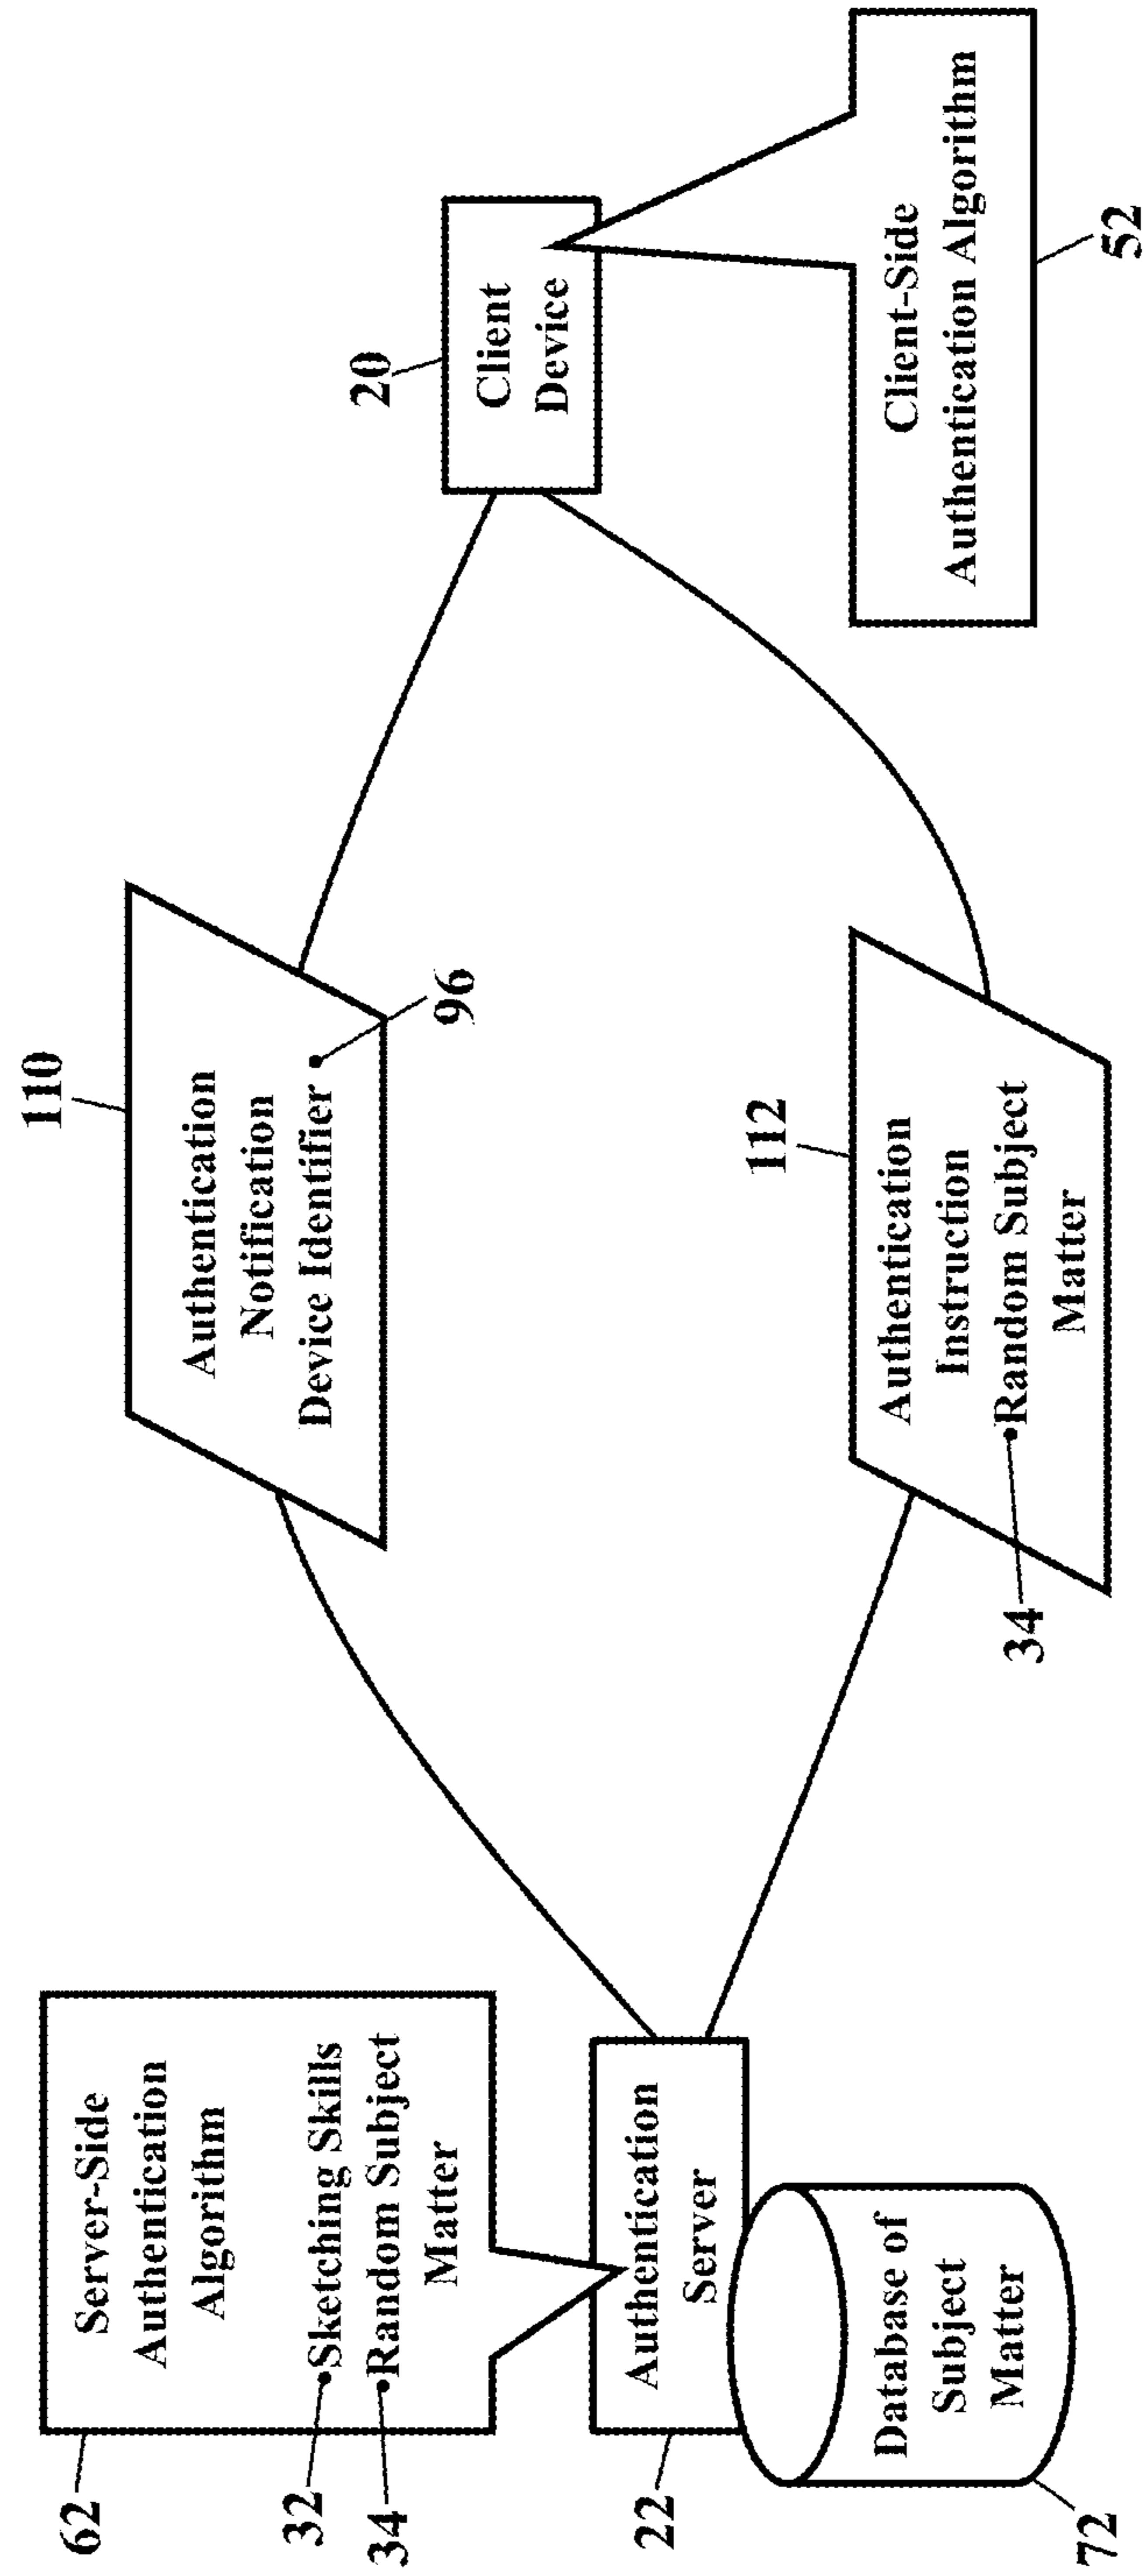 62
Server-Side
Authentication
Algorithm
32
Sketching Skills
34
Random Subject
Matter
22
Authentication
Server
72
Database of
Subject
Matter
110
Authentication
Notification
Device Identifier
96
112
Authentication
Instruction
34
Random Subject
Matter
20
Client
Device
Client-Side
Authentication Algorithm
52